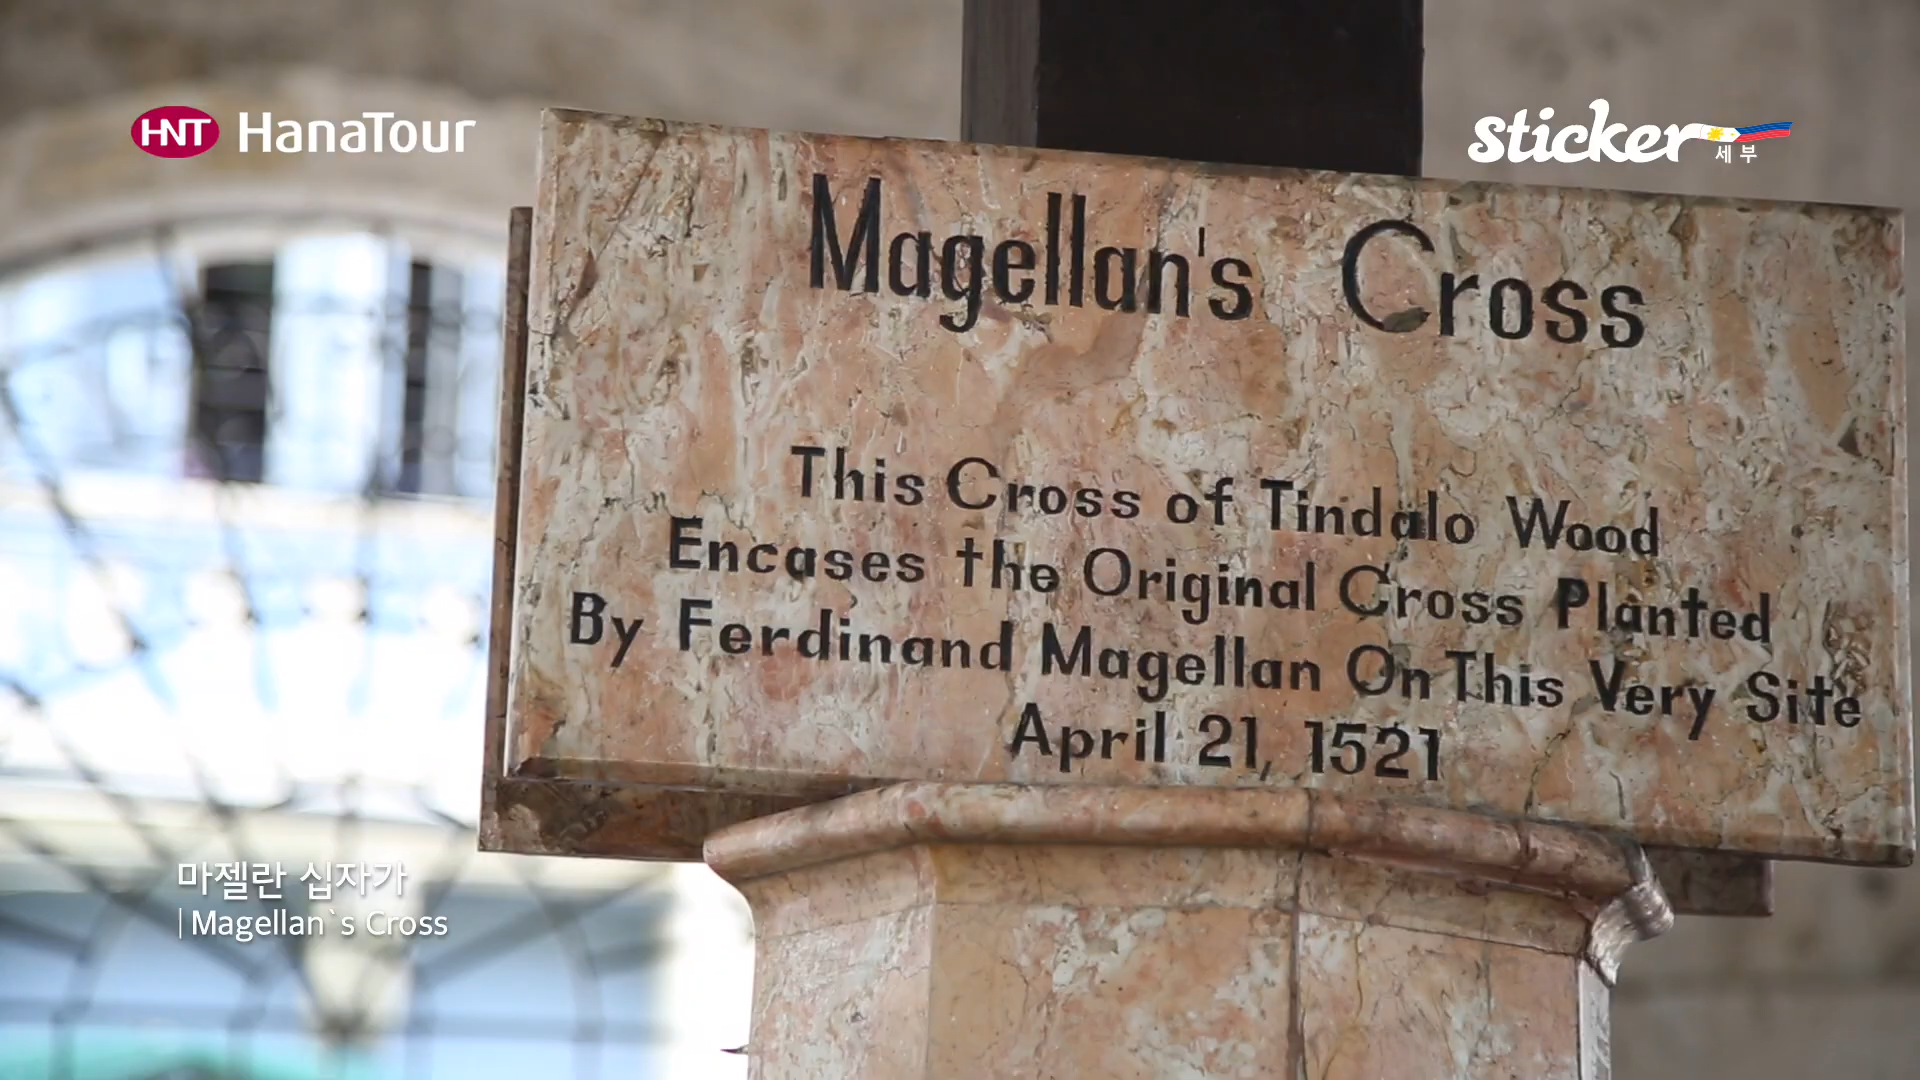 HNT HanaTour
sticker
세부
Magellan's Cross
This Cross of Tindalo Wood
Encases the Original Cross Planted
By Ferdinand Magellan On This Very Site
April 21, 1521
마젤란 십자가
| Magellan`s Cross